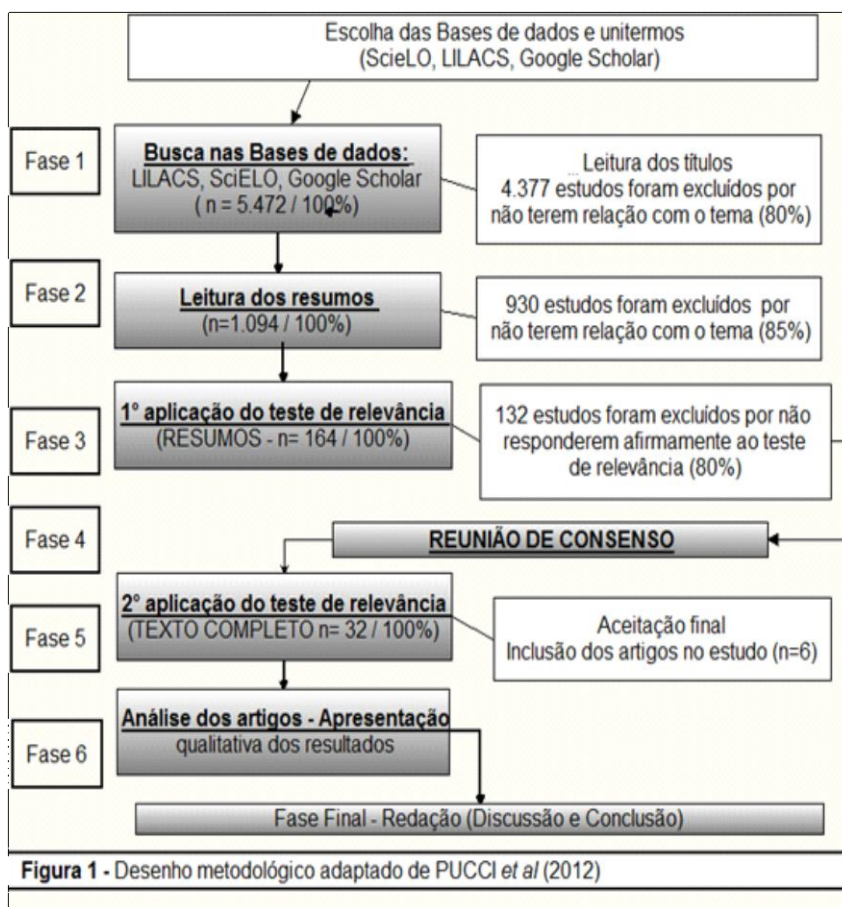 Escolha das Bases de dados e unitermos
(ScieLO, LILACS, Google Scholar)
Fase 1
Busca nas Bases de dados:
LILACS, SciELO, Google Scholar
( n = 5.472 / 100%)
Leitura dos títulos
4.377 estudos foram excluídos por
não terem relação com o tema (80%)
Fase 2
Leitura dos resumos
(n=1.094 / 100%)
930 estudos foram excluídos por
não terem relação com o tema (85%)
Fase 3
1° aplicação do teste de relevância
(RESUMOS - n= 164 / 100%)
132 estudos foram excluídos por não
responderem afirmamente ao teste
de relevância (80%)
Fase 4
REUNIÃO DE CONSENSO
Fase 5
2° aplicação do teste de relevância
(TEXTO COMPLETO n= 32 / 100%)
Aceitação final
Inclusão dos artigos no estudo (n=6)
Fase 6
Análise dos artigos - Apresentação
qualitativa dos resultados
Fase Final - Redação (Discussão e Conclusão)
Figura 1 - Desenho metodológico adaptado de PUCCI et al (2012)